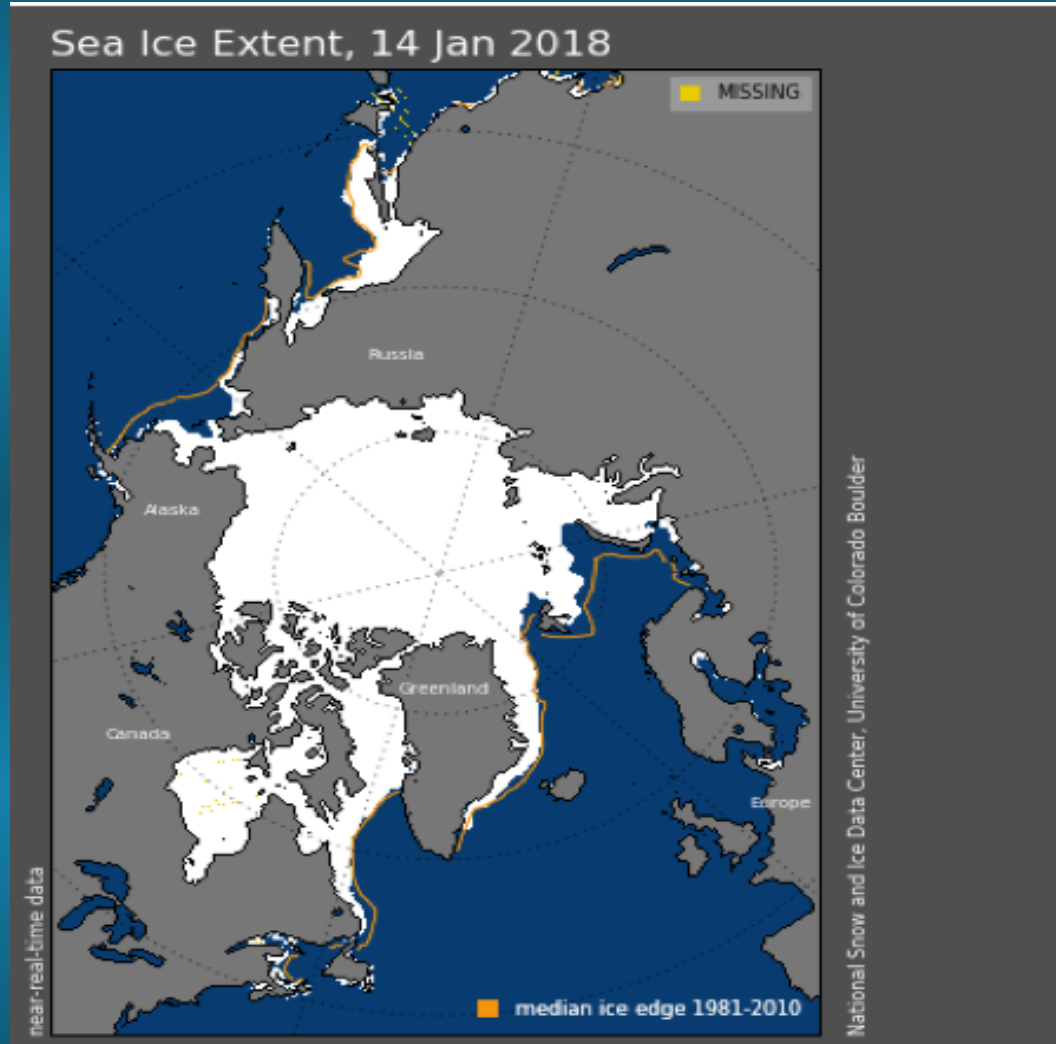 Sea Ice Extent, 14 Jan 2018
MISSING
Russia
Alaska
Greenland
Canada
Europe
near-real-time data
median ice edge 1981-2010
National Snow and Ice Data Center, University of Colorado Boulder